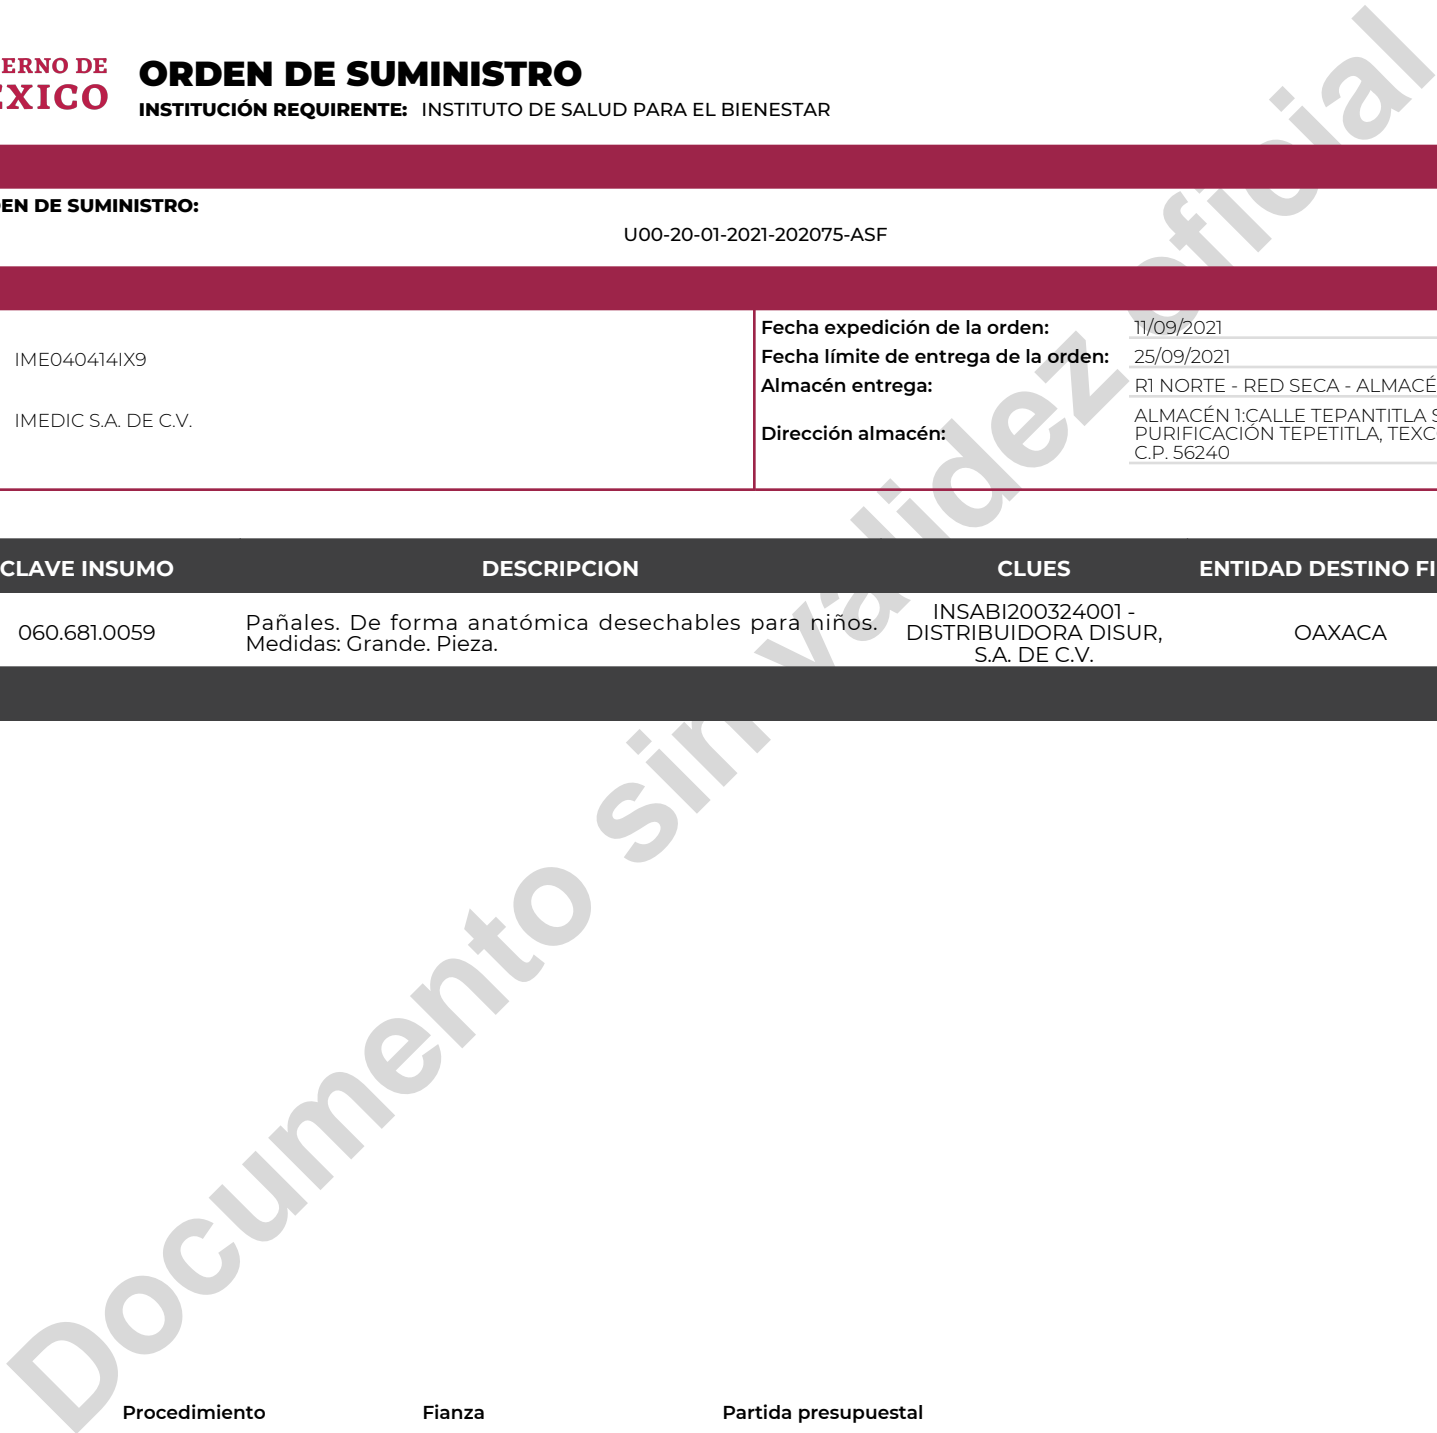 ERNO DE
EXICO
ORDEN DE SUMINISTRO
INSTITUCIÓN REQUIRENTE: INSTITUTO DE SALUD PARA EL BIENESTAR
EN DE SUMINISTRO:
U00-20-01-2021-202075-ASF
IME040414IX9
IMEDIC S.A. DE C.V.
Fecha expedición de la orden: 11/09/2021
Fecha límite de entrega de la orden: 25/09/2021
Almacén entrega: R1 NORTE - RED SECA - ALMACÉ
Dirección almacén: ALMACÉN 1:CALLE TEPANTITLA S
PURIFICACIÓN TEPETITLA, TEXC
C.P. 56240
CLAVE INSUMO DESCRIPCION CLUES ENTIDAD DESTINO FI
060.681.0059
Pañales. De forma anatómica desechables para niños.
Medidas: Grande. Pieza.
INSABI200324001 -
DISTRIBUIDORA DISUR,
S.A. DE C.V.
OAXACA
Documento sin validez oficial
Procedimiento Fianza Partida presupuestal